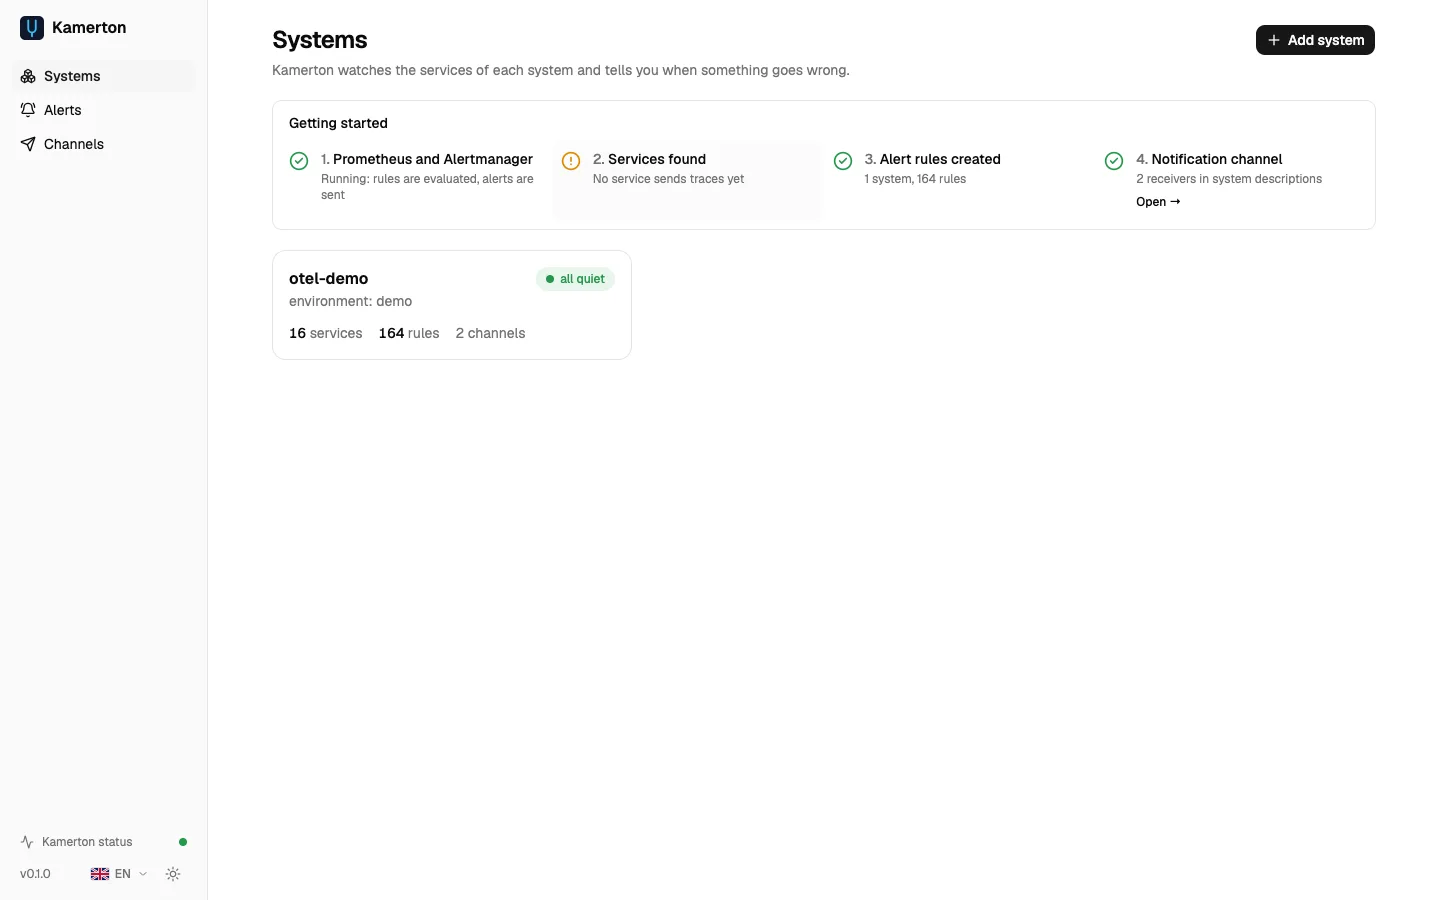 Kamerton
Systems
Alerts
Channels
Systems
+ Add system
Kamerton watches the services of each system and tells you when something goes wrong.
Getting started
1. Prometheus and Alertmanager
Running: rules are evaluated, alerts are
sent
2. Services found
No service sends traces yet
3. Alert rules created
1 system, 164 rules
4. Notification channel
2 receivers in system descriptions
Open →
otel-demo
all quiet
environment: demo
16 services 164 rules 2 channels
Kamerton status
v0.1.0 EN